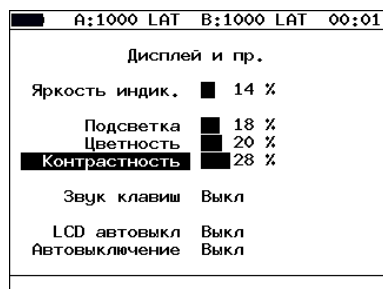 A:1000 LAT B:1000 LAT 00:01
Дисплей и пр.
Яркость индик. 14 %
Подсветка 18 %
Цветность 20 %
Контрастность 28 %
Звук клавиш Выкл
LCD автовыкл Выкл
Автовыключение Выкл